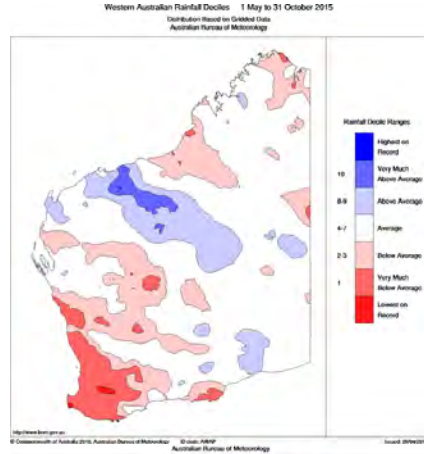 Western Australian Rainfall Deciles 1 May to 31 October 2015
Distribution Based on Gridded Data
Australian Bureau of Meteorology
Rainfall Decile Ranges
Highest on
Record
10
Very Much
Above Average
8-9
Above Average
4-7
Average
2-3
Below Average
1
Very Much
Below Average
Lowest on
Record
http://www.bom.gov.au
© Commonwealth of Australia 2016, Australian Bureau of Meteorology
Australian Bureau of Meteorology